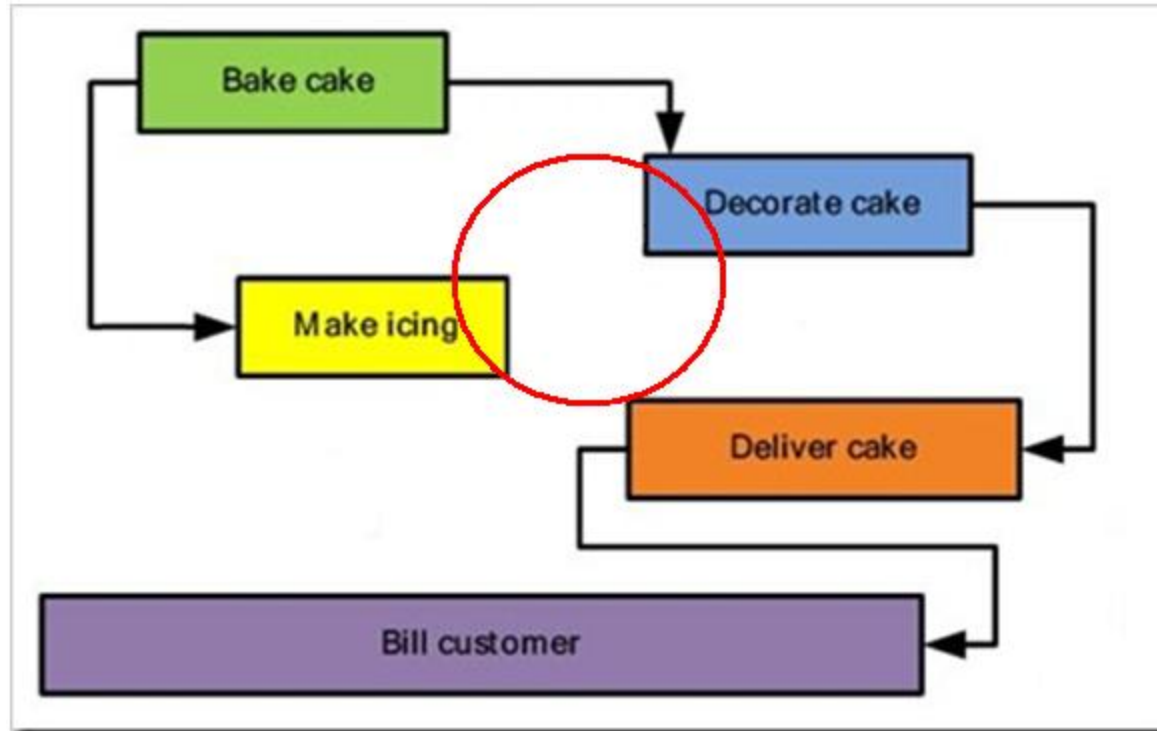 Bake cake
Decorate cake
Make icing
Deliver cake
Bill customer